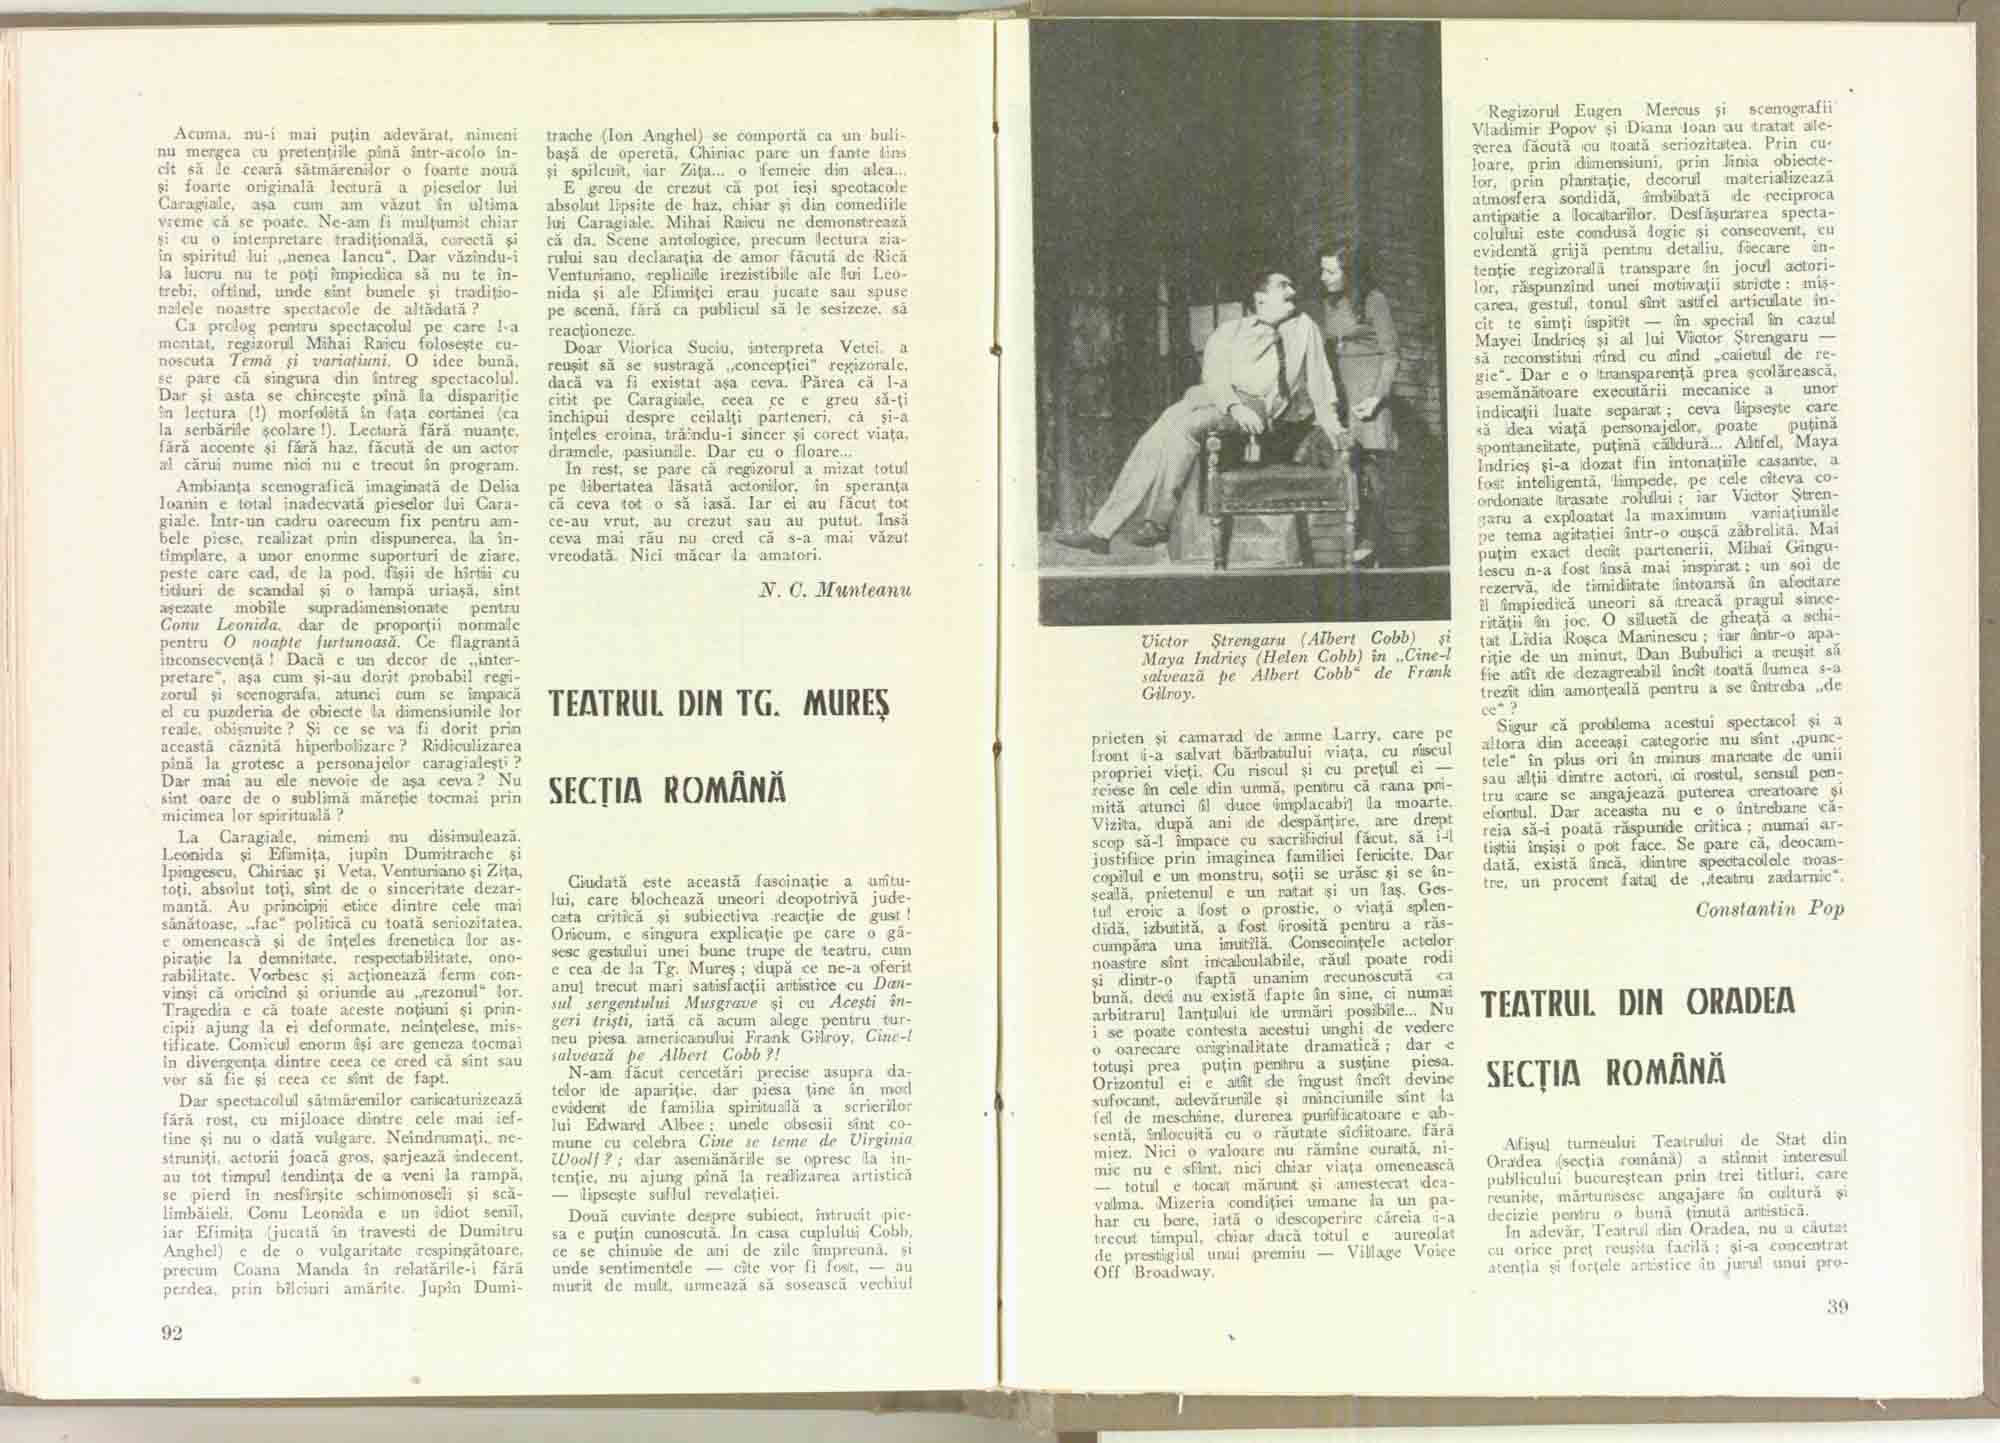 Acuma, nu-i mai puțin adevărat, nimeni
nu mergea cu pretențiile pînă într-acolo în-
cît să le ceară sătmărenilor o foarte nouă
și foarte originală lectură a pieselor lui
Caragiale, așa cum am văzut în ultima
vreme că se poate. Ne-am fi mulțumit chiar
și cu o interpretare tradițională, corectă și
în spiritul lui „nenea Iancu“. Dar văzîndu-i
la lucru nu te poți împiedica să nu te în-
trebi, oftînd, unde sînt bunele și tradițio-
nalele noastre spectacole de altădată ?
Ca prolog pentru spectacolul pe care l-a
montat, regizorul Mihai Raicu folosește cu-
noscuta Temă și variațiuni. O idee bună,
se pare că singura din întreg spectacolul.
Dar și asta se chircește pînă la dispariție
în lectura (!) morfolită în fața cortinei (ca
la serbările școlare !). Lectură fără nuanțe,
fără accente și fără haz, făcută de un actor
al cărui nume nici nu e trecut în program.
Ambianța scenografică imaginată de Delia
Ioanin e total inadecvată pieselor lui Cara-
giale. Într-un cadru oarecum fix pentru am-
bele piese, realizat prin dispunerea, la în-
tîmplare, a unor enorme suporturi de ziare,
peste care cad, de la pod, fîșii de hîrtii cu
titluri de scandal și o lampă uriașă, sînt
așezate mobile supradimensionate pentru
Conu Leonida, dar de proporții normale
pentru O noapte furtunoasă. Ce flagrantă
inconsecvență ! Dacă e un decor de „inter-
pretare“, așa cum și-au dorit probabil regi-
zorul și scenografa, atunci cum se împacă
el cu puzderia de obiecte la dimensiunile lor
reale, obișnuite ? Și ce se va fi dorit prin
această căznită hiperbolizare ? Ridiculizarea
pînă la grotesc a personajelor caragialești ?
Dar mai au ele nevoie de așa ceva ? Nu
sînt oare de o sublimă măreție tocmai prin
micimea lor spirituală ?
La Caragiale, nimeni nu disimulează.
Leonida și Efimița, jupîn Dumitrache și
Ipingescu, Chiriac și Veta, Venturiano și Zița,
toți, absolut toți, sînt de o sinceritate dezar-
mantă. Au principii etice dintre cele mai
sănătoase, „fac“ politică cu toată seriozitatea,
e omenească și de înțeles frenetica lor as-
pirație la demnitate, respectabilitate, ono-
rabilitate. Vorbesc și acționează ferm con-
vinși că oricînd și oriunde au „rezonul“ lor.
Tragedia e că toate aceste noțiuni și prin-
cipii ajung la ei deformate, neînțelese, mis-
tificate. Comicul enorm își are geneza tocmai
în divergența dintre ceea ce cred că sînt sau
vor să fie și ceea ce sînt de fapt.
Dar spectacolul sătmărenilor caricaturizează
fără rost, cu mijloace dintre cele mai ief-
tine și nu o dată vulgare. Neîndrumați, ne-
struniți, actorii joacă gros, șarjează indecent,
au tot timpul tendința de a veni la rampă,
se pierd în nesfîrșite schimonoseli și scă-
lîmbăieli. Conu Leonida e un idiot senil,
iar Efimița (jucată în travesti de Dumitru
Anghel) e de o vulgaritate respingătoare,
precum Coana Manda în relatările-i fără
perdea, prin bîlciuri amărîte. Jupîn Dumi-
92
trache (Ion Anghel) se comportă ca un buli-
bașă de operetă, Chiriac pare un fante lins
și spilcuit, iar Zița... o femeie din alea...
E greu de crezut că pot ieși spectacole
absolut lipsite de haz, chiar și din comediile
lui Caragiale. Mihai Raicu ne demonstrează
că da. Scene antologice, precum lectura zia-
rului sau declarația de amor făcută de Rică
Venturiano, replicile irezistibile ale lui Leo-
nida și ale Efimiței erau jucate sau spuse
pe scenă, fără ca publicul să le sesizeze, să
reacționeze.
Doar Viorica Suciu, interpreta Vetei, a
reușit să se sustragă „concepției“ regizorale,
dacă va fi existat așa ceva. Părea că l-a
citit pe Caragiale, ceea ce e greu să-ți
închipui despre ceilalți parteneri, că și-a
înțeles eroina, trăindu-i sincer și corect viața,
dramele, pasiunile. Dar cu o floare...
În rest, se pare că regizorul a mizat totul
pe libertatea lăsată actorilor, în speranța
că ceva tot o să iasă. Iar ei au făcut tot
ce-au vrut, au crezut sau au putut. Însă
ceva mai rău nu cred că s-a mai văzut
vreodată. Nici măcar la amatori.
N. C. Munteanu
TEATRUL DIN TG. MUREȘ
SECȚIA ROMÂNĂ
Ciudată este această fascinație a urîtu-
lui, care blochează uneori deopotrivă jude-
cata critică și subiectiva reacție de gust !
Oricum, e singura explicație pe care o gă-
sesc gestului unei bune trupe de teatru, cum
e cea de la Tg. Mureș ; după ce ne-a oferit
anul trecut mari satisfacții artistice cu Dan-
sul sergentului Musgrave și cu Acești în-
geri triști, iată că acum alege pentru tur-
neu piesa americanului Frank Gilroy, Cine-l
salvează pe Albert Cobb ?!
N-am făcut cercetări precise asupra da-
telor de apariție, dar piesa ține în mod
evident de familia spirituală a scrierilor
lui Edward Albee ; unele obsesii sînt co-
mune cu celebra Cine se teme de Virginia
Woolf ? ; dar asemănările se opresc la in-
tenție, nu ajung pînă la realizarea artistică
— lipsește suflul revelației.
Două cuvinte despre subiect, întrucît pie-
sa e puțin cunoscută. În casa cuplului Cobb,
ce se chinuie de ani de zile împreună, și
unde sentimentele — cîte vor fi fost, — au
murit de mult, urmează să sosească vechiul
Victor Ștrengaru (Albert Cobb) și
Maya Indrieș (Helen Cobb) în „Cine-l
salvează pe Albert Cobb“ de Frank
Gilroy.
prieten și camarad de arme Larry, care pe
front i-a salvat bărbatului viața, cu riscul
propriei vieți. Cu riscul și cu prețul ei —
reiese în cele din urmă, pentru că rana pri-
mită atunci îl duce implacabil la moarte.
Vizita, după ani de despărțire, are drept
scop să-l împace cu sacrificiul făcut, să i-l
justifice prin imaginea familiei fericite. Dar
copilul e un monstru, soții se urăsc și se în-
șeală, prietenul e un ratat și un laș. Ges-
tul eroic a fost o prostie, o viață splen-
didă, izbutită, a fost irosită pentru a răs-
cumpăra una inutilă. Consecințele actelor
noastre sînt incalculabile, răul poate rodi
și dintr-o faptă unanim recunoscută ca
bună, deci nu există fapte în sine, ci numai
arbitrarul lanțului de urmări posibile... Nu
i se poate contesta acestui unghi de vedere
o oarecare originalitate dramatică ; dar e
totuși prea puțin pentru a susține piesa.
Orizontul ei e atît de îngust încît devine
sufocant, adevărurile și minciunile sînt la
fel de meschine, durerea purificatoare e ab-
sentă, înlocuită cu o răutate sîcîitoare, fără
miez. Nici o valoare nu rămîne curată, ni-
mic nu e sfînt, nici chiar viața omenească
— totul e tocat mărunt și amestecat dea-
valma. Mizeria condiției umane la un pa-
har cu bere, iată o descoperire căreia i-a
trecut timpul, chiar dacă totul e aureolat
de prestigiul unui premiu — Village Voice
Off Broadway.
Regizorul Eugen Mercus și scenografii
Vladimir Popov și Diana Ioan au tratat ale-
gerea făcută cu toată seriozitatea. Prin cu-
loare, prin dimensiuni, prin linia obiecte-
lor, prin plantație, decorul materializează
atmosfera sordidă, îmbibată de reciproca
antipatie a locatarilor. Desfășurarea specta-
colului este condusă logic și consecvent, cu
evidentă grijă pentru detaliu, fiecare in-
tenție regizorală transpare în jocul actori-
lor, răspunzînd unei motivații stricte : miș-
carea, gestul, tonul sînt astfel articulate în-
cît te simți ispitit — în special în cazul
Mayei Indrieș și al lui Victor Ștrengaru —
să reconstitui rînd cu rînd „caietul de re-
gie“. Dar e o transparență prea școlărească,
asemănătoare executării mecanice a unor
indicații luate separat ; ceva lipsește care
să dea viață personajelor, poate puțină
spontaneitate, puțină căldură... Altfel, Maya
Indrieș și-a dozat fin intonațiile casante, a
fost inteligentă, limpede, pe cele cîteva co-
ordonate trasate rolului ; iar Victor Ștren-
garu a exploatat la maximum variațiunile
pe tema agitației într-o cușcă zăbrelită. Mai
puțin exact decît partenerii, Mihai Gingu-
lescu n-a fost însă mai inspirat ; un soi de
rezervă, de timiditate întoarsă în afectare
îl împiedică uneori să treacă pragul since-
rității în joc. O siluetă de gheață a schi-
țat Lidia Roșca Marinescu ; iar într-o apa-
riție de un minut, Dan Bubulici a reușit să
fie atît de dezagreabil încît toată lumea s-a
trezit din amorțeală pentru a se întreba „de
ce“ ?
Sigur că problema acestui spectacol și a
altora din aceeași categorie nu sînt „punc-
tele“ în plus ori în minus marcate de unii
sau alții dintre actori, ci rostul, sensul pen-
tru care se angajează puterea creatoare și
efortul. Dar aceasta nu e o întrebare că-
reia să-i poată răspunde critica ; numai ar-
tiștii înșiși o pot face. Se pare că, deocam-
dată, există încă, dintre spectacolele noas-
tre, un procent fatal de „teatru zadarnic“.
Constantin Pop
TEATRUL DIN ORADEA
SECȚIA ROMÂNĂ
Afișul turneului Teatrului de Stat din
Oradea (secția română) a stîrnit interesul
publicului bucureștean prin trei titluri, care
reunite, mărturisesc angajare în cultură și
decizie pentru o bună ținută artistică.
În adevăr, Teatrul din Oradea, nu a căutat
cu orice preț reușita facilă ; și-a concentrat
atenția și forțele artistice în jurul unui pro-
39